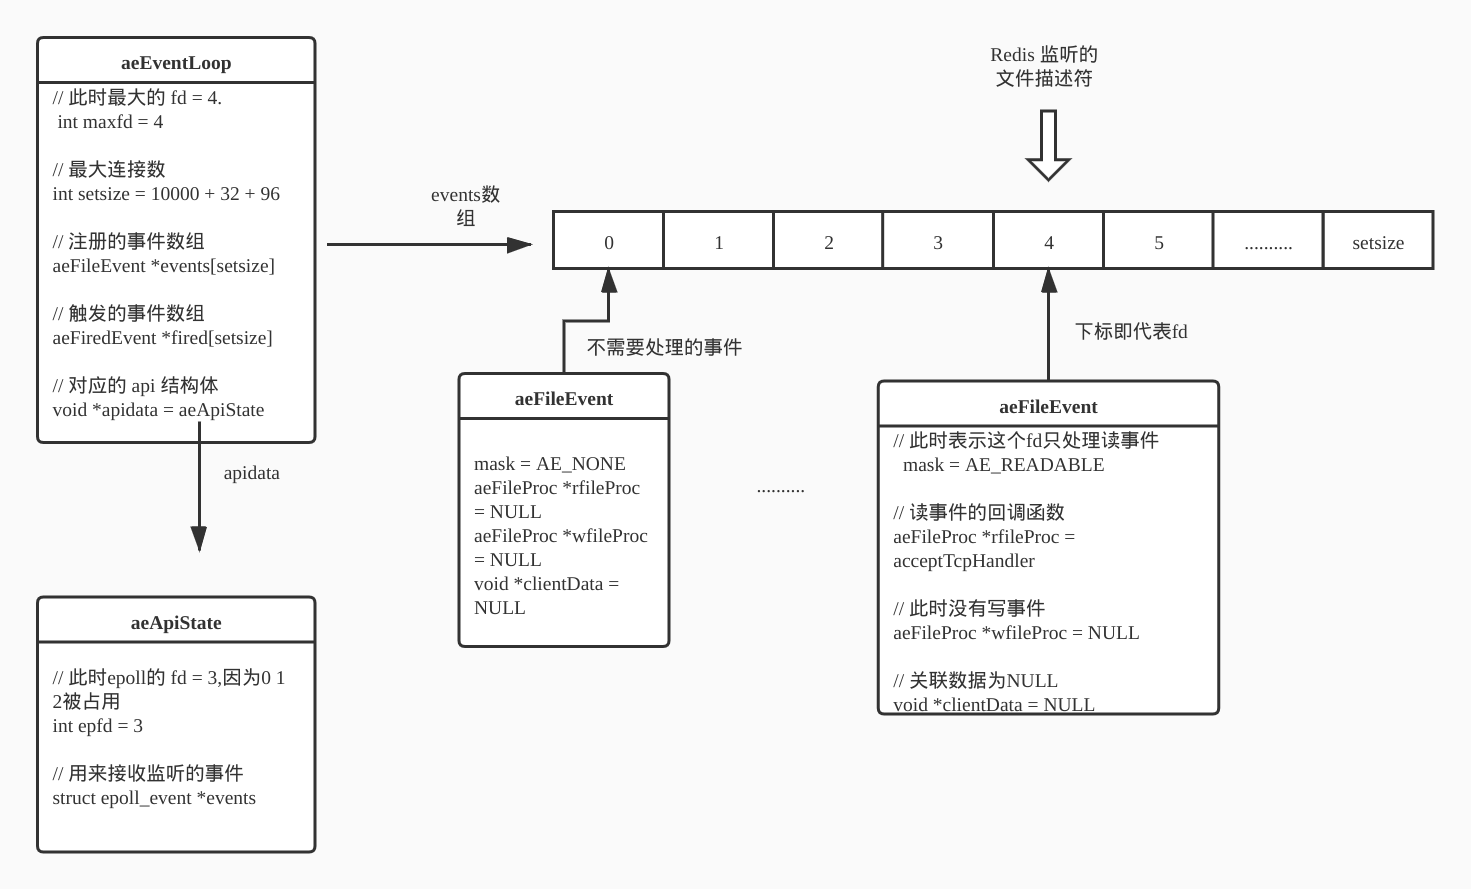 aeEventLoop
// 此时最大的 fd = 4.
int maxfd = 4
// 最大连接数
int setsize = 10000 + 32 + 96
// 注册的事件数组
aeFileEvent *events[setsize]
// 触发的事件数组
aeFiredEvent *fired[setsize]
// 对应的 api 结构体
void *apidata = aeApiState
apidata
aeApiState
// 此时epoll的 fd = 3,因为0 1
2被占用
int epfd = 3
// 用来接收监听的事件
struct epoll_event *events
events数
组
Redis 监听的
文件描述符
0 1 2 3 4 5 .......... setsize
不需要处理的事件
下标即代表fd
aeFileEvent
mask = AE_NONE
aeFileProc *rfileProc
= NULL
aeFileProc *wfileProc
= NULL
void *clientData =
NULL
..........
aeFileEvent
// 此时表示这个fd只处理读事件
mask = AE_READABLE
// 读事件的回调函数
aeFileProc *rfileProc =
acceptTcpHandler
// 此时没有写事件
aeFileProc *wfileProc = NULL
// 关联数据为NULL
void *clientData = NULL